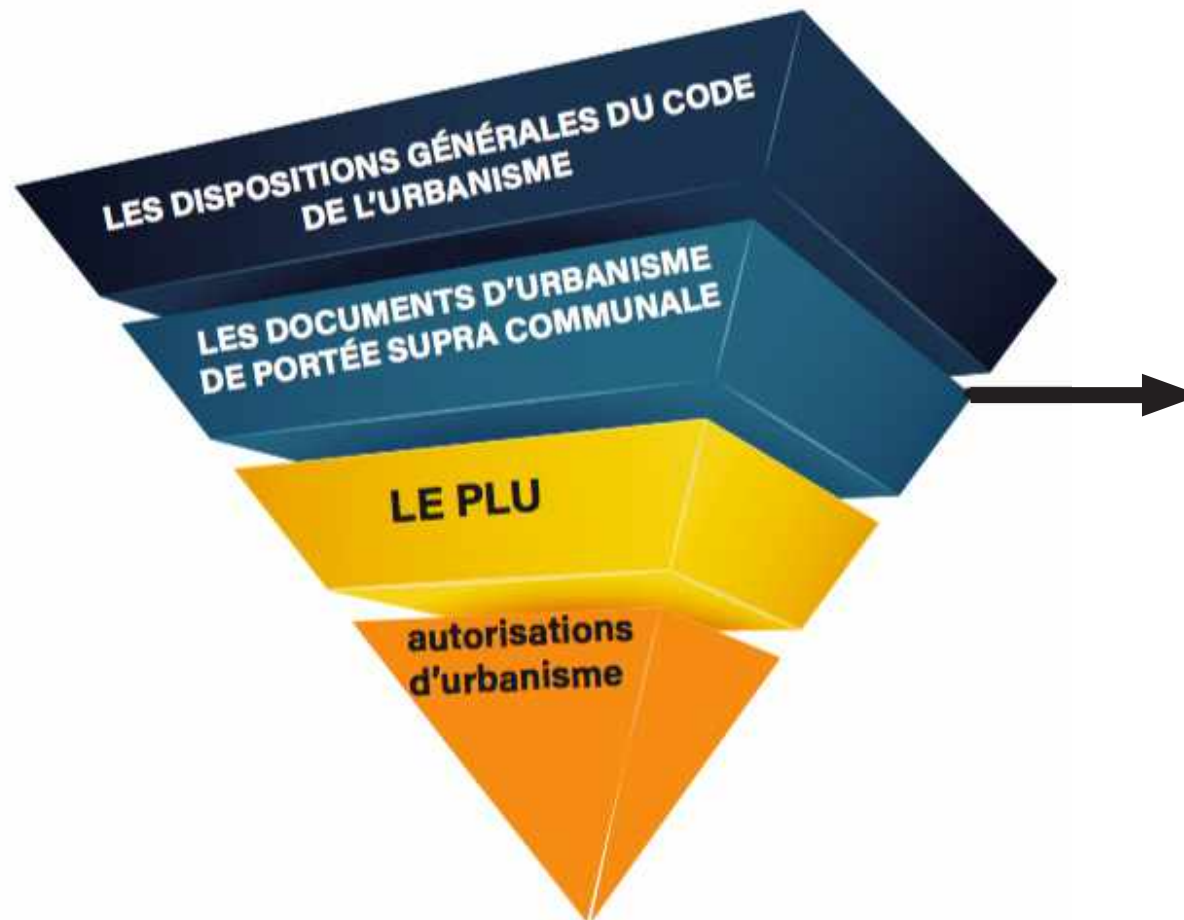 LES DISPOSITIONS GÉNÉRALES DU CODE
DE L'URBANISME
LES DOCUMENTS D'URBANISME
DE PORTÉE SUPRA COMMUNALE
LE PLU
autorisations
d'urbanisme